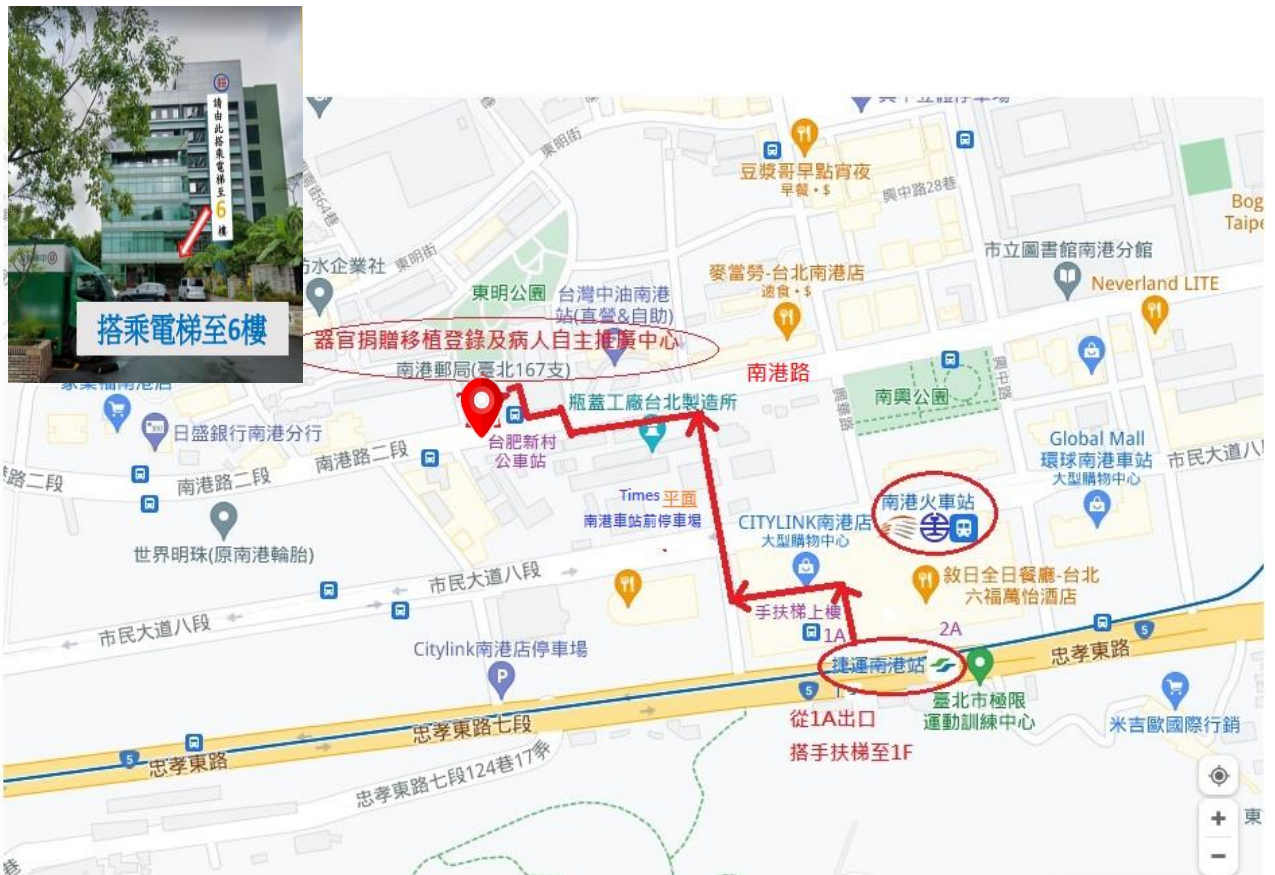 請由此搭乘電梯至6樓
搭乘電梯至6樓
東明街
豆漿哥早點宵夜
早餐・$
興中路28巷
Bog
Taipe
市立圖書館南港分館
防水企業社
東明街
東明公園
台灣中油南港
站(直營&自助)
麥當勞-台北南港店
速食・$
Neverland LITE
器官捐贈移植登錄及病人自主推廣中心
南港郵局(臺北167支)
南港路
南興公園
興華路
興中路
瓶蓋工廠台北製造所
日盛銀行南港分行
台肥新村
公車站
南港路二段
南港路二段
路二段
Global Mall
環球南港車站
大型購物中心
市民大道八
Times 平面
南港車站前停車場
CITYLINK南港店
大型購物中心
南港火車站
世界明珠(原南港輪胎)
市民大道八段
市民大道八段
敘日全日餐廳-台北
六福萬怡酒店
手扶梯上樓
1A
2A
Citylink南港店停車場
P
捷運南港站
5
忠孝東路
5
臺北市極限
運動訓練中心
米吉歐國際行銷
從1A出口
搭手扶梯至1F
忠孝東路七段
5
忠孝東路
忠孝東路七段124巷17弄
東
巷